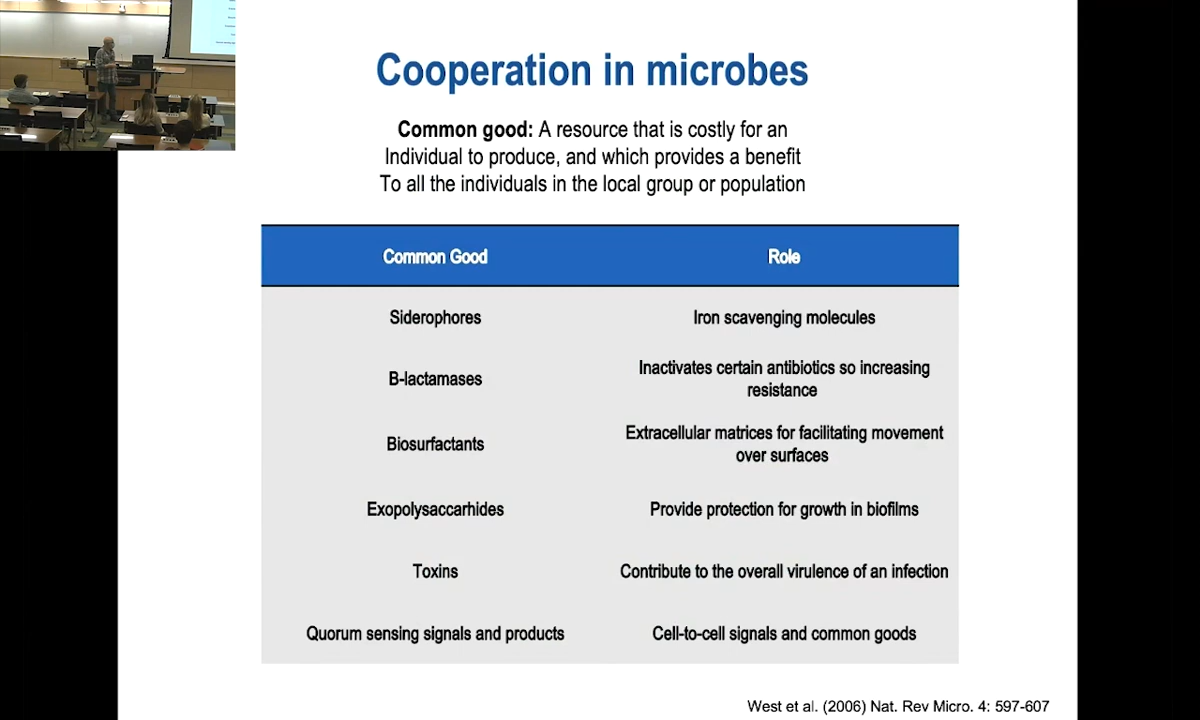 Cooperation in microbes
Common good: A resource that is costly for an
Individual to produce, and which provides a benefit
To all the individuals in the local group or population
Common Good
Role
Siderophores
Iron scavenging molecules
B-lactamases
Inactivates certain antibiotics so increasing
resistance
Biosurfactants
Extracellular matrices for facilitating movement
over surfaces
Exopolysaccarhides
Provide protection for growth in biofilms
Toxins
Contribute to the overall virulence of an infection
Quorum sensing signals and products
Cell-to-cell signals and common goods
West et al. (2006) Nat. Rev Micro. 4: 597-607